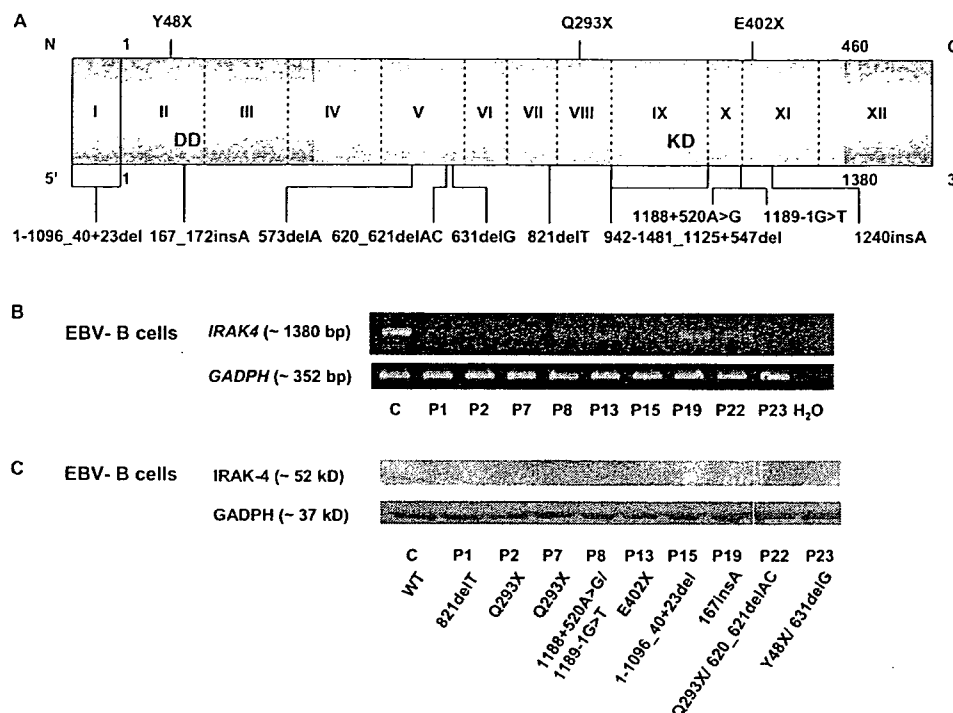 A
Y48X Q293X E402X
N 1 460 C
I II III IV V VI VII VIII IX X XI XII
DD KD
5' 1 1380 3
1188+520A>G 1189-1G>T
1-1096_40+23del 167_172insA 573delA 620_621delAC 631delG 821delT 942-1481_1125+547del 1240insA
B
EBV- B cells IRAK4 (~ 1380 bp)
GADPH (~ 352 bp)
C P1 P2 P7 P8 P13 P15 P19 P22 P23 H₂O
C
EBV- B cells IRAK-4 (~ 52 kD)
GADPH (~ 37 kD)
C P1 P2 P7 P8 P13 P15 P19 P22 P23
WT
821delT
Q293X
Q293X
1188+520A>G/
1189-1G>T
E402X
1-1096_40+23del
167insA
Q293X/ 620_621delAC
Y48X/ 631delG